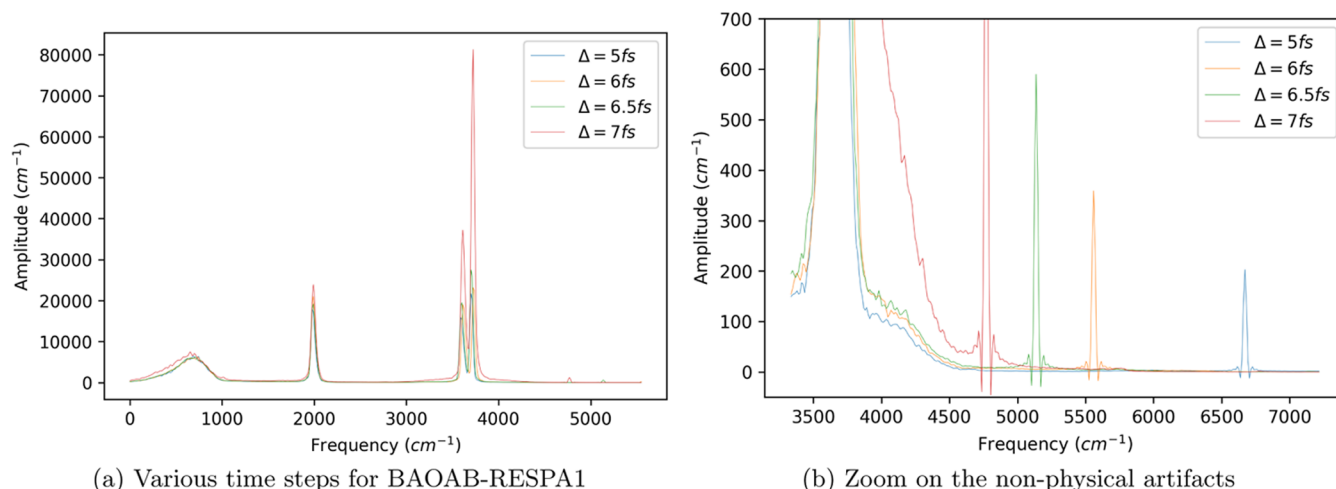 80000
70000
60000
50000
40000
30000
20000
10000
0
Amplitude (cm⁻¹)
0 1000 2000 3000 4000 5000
Frequency (cm⁻¹)
Δ = 5fs
Δ = 6fs
Δ = 6.5fs
Δ = 7fs
(a) Various time steps for BAOAB-RESPA1
700
600
500
400
300
200
100
0
Amplitude (cm⁻¹)
3500 4000 4500 5000 5500 6000 6500 7000
Frequency (cm⁻¹)
Δ = 5fs
Δ = 6fs
Δ = 6.5fs
Δ = 7fs
(b) Zoom on the non-physical artifacts